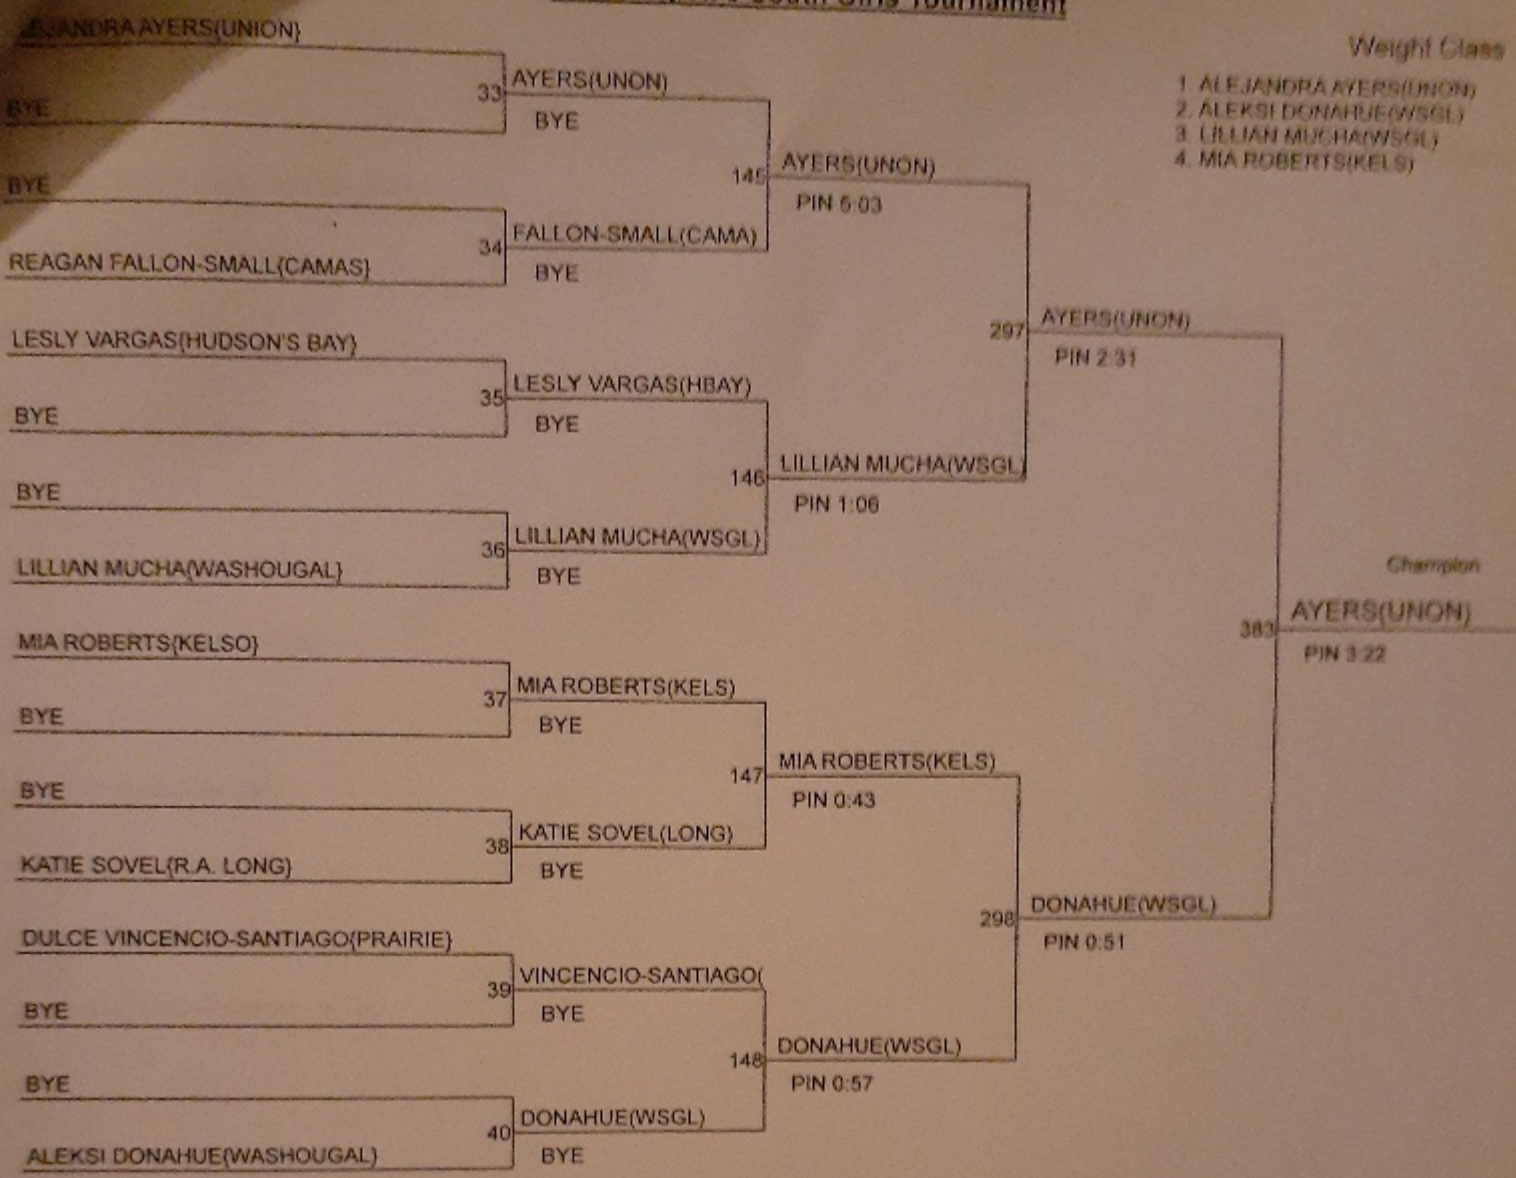 South Girls Tournament
Weight Class
1 ALEJANDRA AYERS(UNON)
2. ALEKSI DONAHUE(WSGL)
3. LILLIAN MUCHA(WSGL)
4. MIA ROBERTS(KELS)
AYERS{UNION}
33 AYERS(UNON)
BYE
BYE
145 AYERS(UNON)
PIN 5:03
BYE
34 FALLON-SMALL(CAMA)
BYE
REAGAN FALLON-SMALL{CAMAS}
297 AYERS(UNON)
PIN 2:31
LESLY VARGAS{HUDSON'S BAY}
35 LESLY VARGAS(HBAY)
BYE
BYE
146 LILLIAN MUCHA(WSGL)
PIN 1:06
BYE
36 LILLIAN MUCHA(WSGL)
BYE
LILLIAN MUCHA{WASHOUGAL}
Champion
383 AYERS(UNON)
PIN 3:22
MIA ROBERTS{KELSO}
37 MIA ROBERTS(KELS)
BYE
BYE
147 MIA ROBERTS(KELS)
PIN 0:43
BYE
38 KATIE SOVEL(LONG)
BYE
KATIE SOVEL{R.A. LONG}
298 DONAHUE(WSGL)
PIN 0:51
DULCE VINCENCIO-SANTIAGO{PRAIRIE}
39 VINCENCIO-SANTIAGO(
BYE
BYE
148 DONAHUE(WSGL)
PIN 0:57
BYE
40 DONAHUE(WSGL)
BYE
ALEKSI DONAHUE{WASHOUGAL}